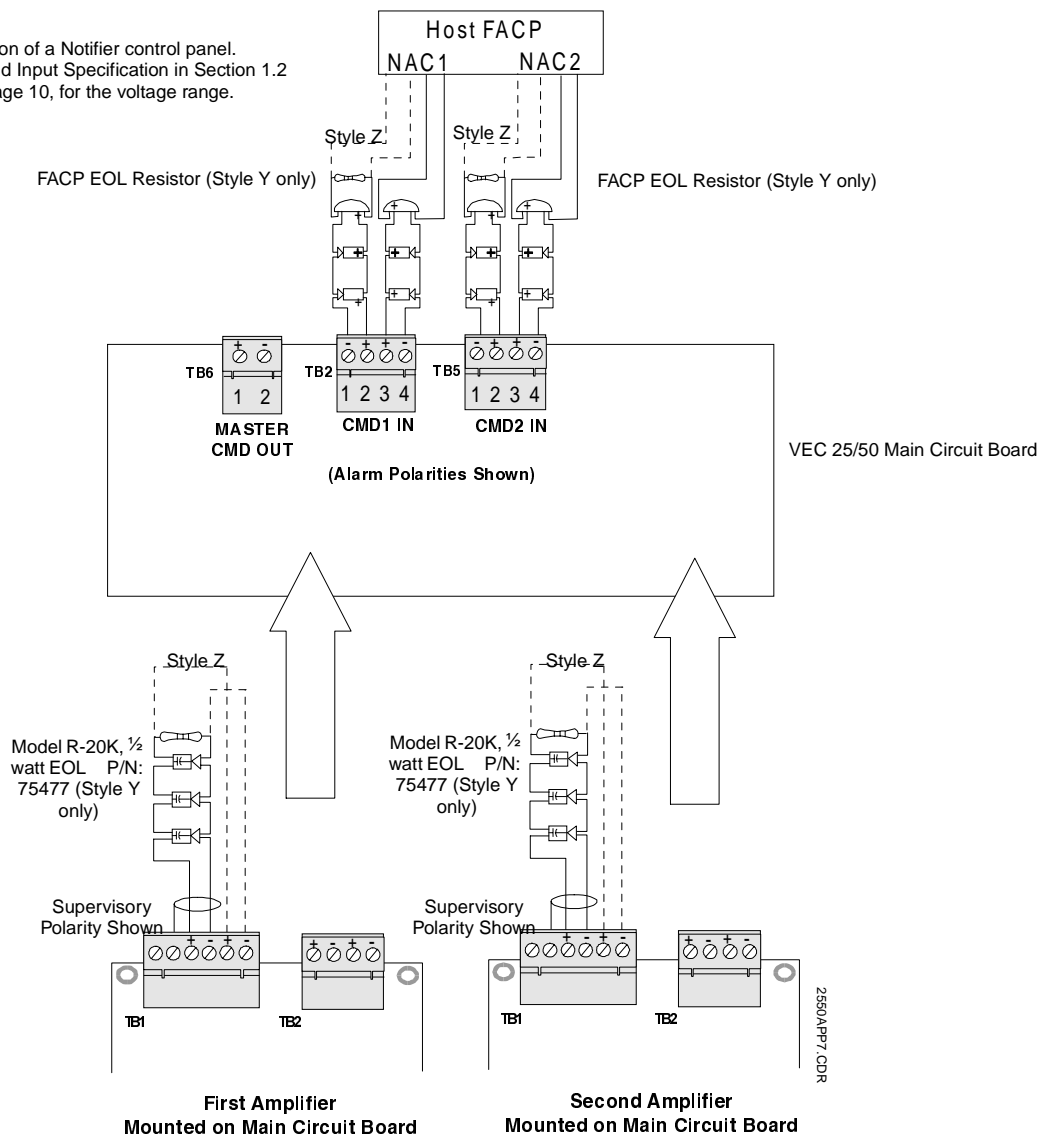 Host FACP
NAC1 NAC2
on of a Notifier control panel.
d Input Specification in Section 1.2
age 10, for the voltage range.
Style Z
Style Z
FACP EOL Resistor (Style Y only)
FACP EOL Resistor (Style Y only)
+ + + +
+ + + +
+ + + +
+ - - + + - - + + -
TB6
TB2
TB5
1 2
1 2 3 4
1 2 3 4
MASTER
CMD OUT
CMD1 IN
CMD2 IN
(Alarm Polarities Shown)
VEC 25/50 Main Circuit Board
Style Z
Model R-20K, ½
watt EOL P/N:
75477 (Style Y
only)
Supervisory
Polarity Shown
+ - + -
+ - + -
TB1
TB2
First Amplifier
Mounted on Main Circuit Board
Style Z
Model R-20K, ½
watt EOL P/N:
75477 (Style Y
only)
Supervisory
Polarity Shown
+ - + -
+ - + -
TB1
TB2
Second Amplifier
Mounted on Main Circuit Board
2550APP7.CDR